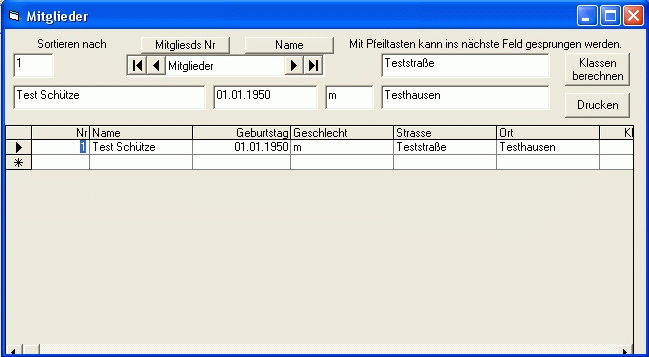 Mitglieder
Sortieren nach Mitgliesds Nr Name Mit Pfeiltasten kann ins nächste Feld gesprungen werden.
1 Mitglieder Teststraße Klassen berechnen
Test Schütze 01.01.1950 m Testhausen Drucken
Nr Name Geburtstag Geschlecht Strasse Ort Kl
1 Test Schütze 01.01.1950 m Teststraße Testhausen